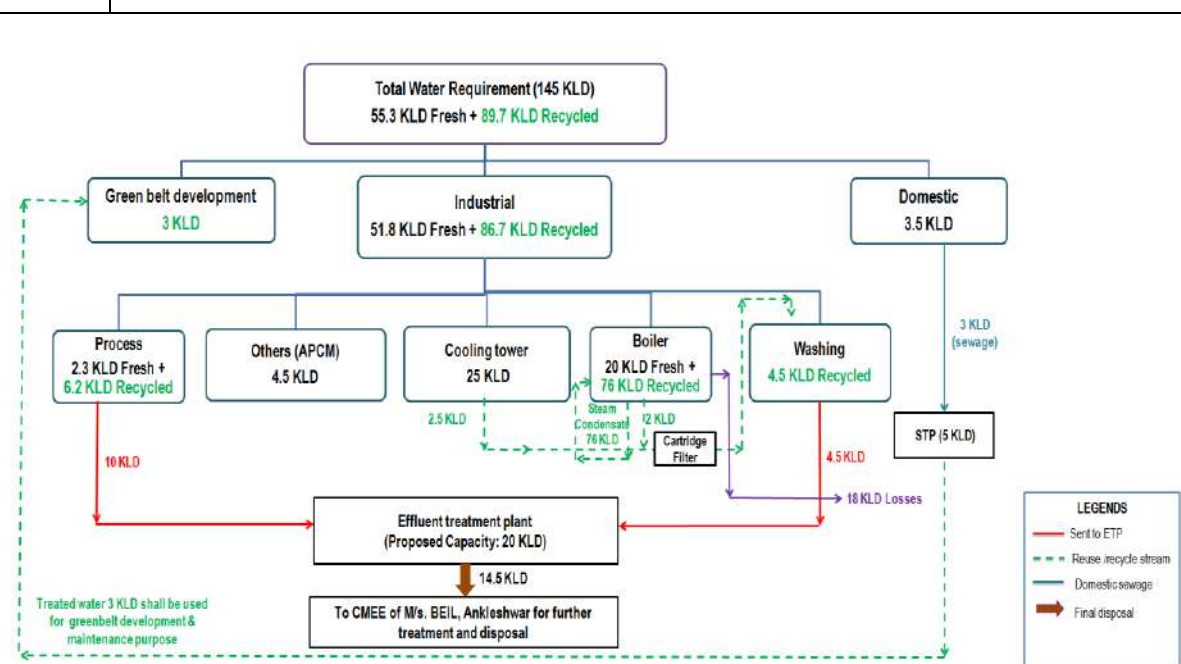 Total Water Requirement (145 KLD)
55.3 KLD Fresh + 89.7 KLD Recycled
Green belt development
3 KLD
Industrial
51.8 KLD Fresh + 86.7 KLD Recycled
Domestic
3.5 KLD
Process
2.3 KLD Fresh +
6.2 KLD Recycled
Others (APCM)
4.5 KLD
Cooling tower
25 KLD
Boiler
20 KLD Fresh +
76 KLD Recycled
Washing
4.5 KLD Recycled
3 KLD
(sewage)
2.5 KLD
Steam
Condensate
76 KLD
2 KLD
Cartridge
Filter
STP (5 KLD)
10 KLD
4.5 KLD
18 KLD Losses
Effluent treatment plant
(Proposed Capacity: 20 KLD)
14.5 KLD
To CMEE of M/s. BEIL, Ankleshwar for further
treatment and disposal
Treated water 3 KLD shall be used
for greenbelt development &
maintenance purpose
LEGENDS
Sent to ETP
Reuse /recycle stream
Domestic sewage
Final disposal